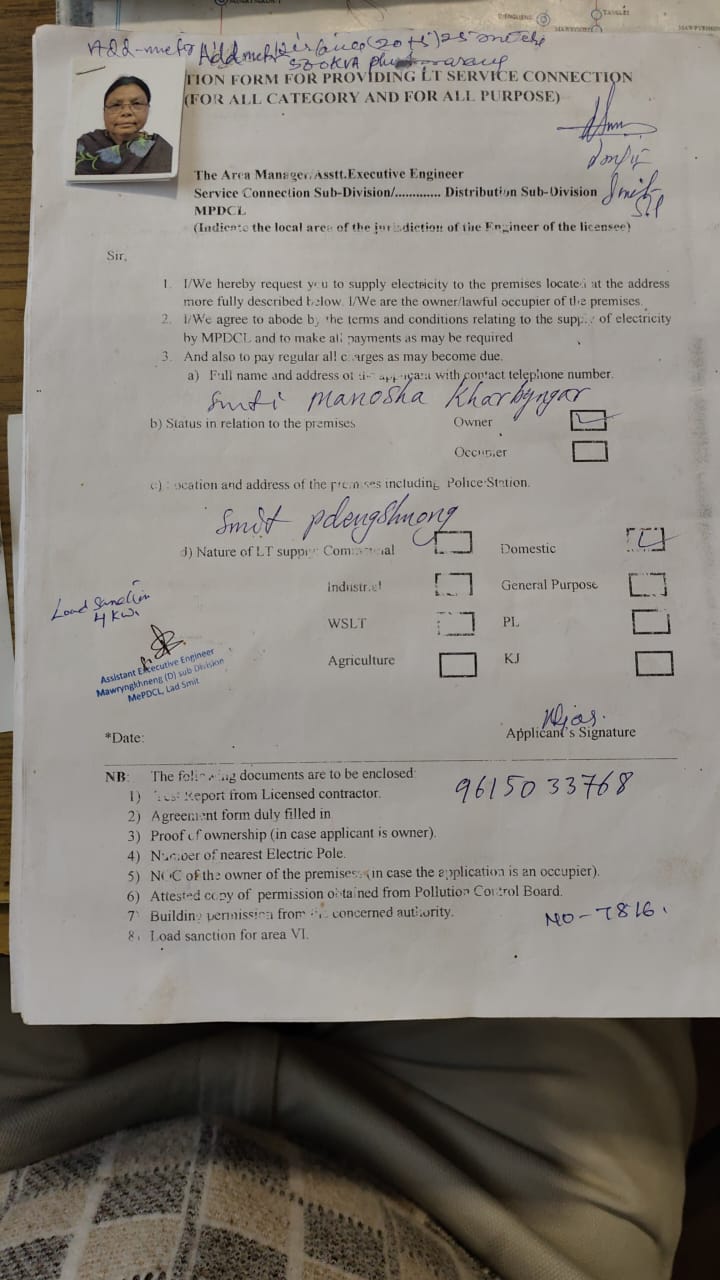 Add-meter Add meter
500KVA
TION FORM FOR PROVIDING LT SERVICE CONNECTION
(FOR ALL CATEGORY AND FOR ALL PURPOSE)
The Area Manager/Asstt.Executive Engineer
Service Connection Sub-Division/............. Distribution Sub-Division
MPDCL
(Indicate the local area of the jurisdiction of the Engineer of the licensee)
Sir,
1. I/We hereby request you to supply electricity to the premises located at the address
more fully described below. I/We are the owner/lawful occupier of the premises.
2. I/We agree to abode by the terms and conditions relating to the supply of electricity
by MPDCL and to make all payments as may be required
3. And also to pay regular all charges as may become due.
a) Full name and address of the applicant with contact telephone number.
Smti Manosha Kharbyngar
b) Status in relation to the premises Owner
Occupier
c) Location and address of the premises including Police Station.
Smit pdengshnong
d) Nature of LT supply Commercial Domestic
Industrial General Purpose
Load Sanction
4 KW.
WSLT PL
Agriculture KJ
Assistant Executive Engineer
Mawryngkhneng (D) sub Division
MePDCL, Lad Smit
*Date: Applicant's Signature
NB: The following documents are to be enclosed:
1) Test Report from Licensed contractor.
9615033768
2) Agreement form duly filled in
3) Proof of ownership (in case applicant is owner).
4) Number of nearest Electric Pole.
5) NOC of the owner of the premises (in case the application is an occupier).
6) Attested copy of permission obtained from Pollution Control Board.
7) Building permission from the concerned authority.
NO-7816.
8) Load sanction for area VI.